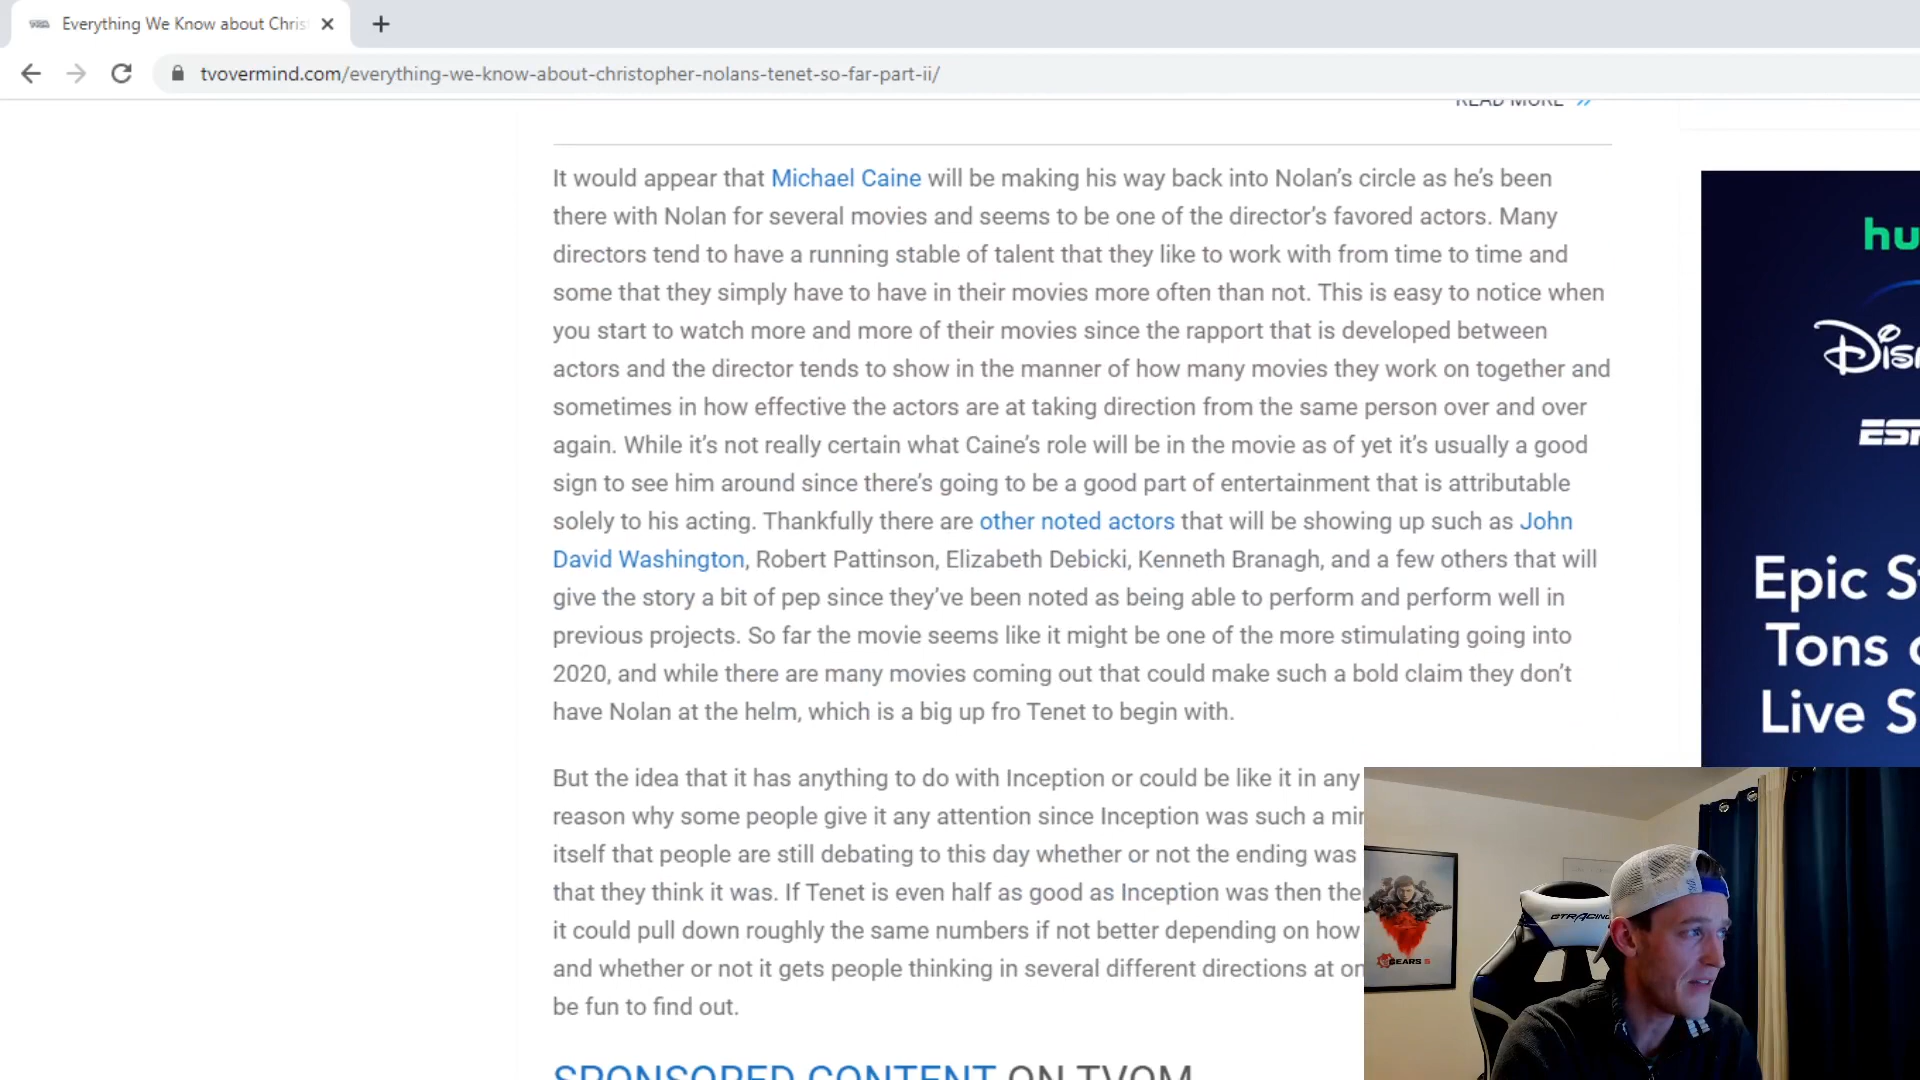 Everything We Know about Chris
tvovermind.com/everything-we-know-about-christopher-nolans-tenet-so-far-part-ii/
READ MORE »
It would appear that Michael Caine will be making his way back into Nolan’s circle as he’s been
there with Nolan for several movies and seems to be one of the director’s favored actors. Many
directors tend to have a running stable of talent that they like to work with from time to time and
some that they simply have to have in their movies more often than not. This is easy to notice when
you start to watch more and more of their movies since the rapport that is developed between
actors and the director tends to show in the manner of how many movies they work on together and
sometimes in how effective the actors are at taking direction from the same person over and over
again. While it’s not really certain what Caine’s role will be in the movie as of yet it’s usually a good
sign to see him around since there’s going to be a good part of entertainment that is attributable
solely to his acting. Thankfully there are other noted actors that will be showing up such as John
David Washington, Robert Pattinson, Elizabeth Debicki, Kenneth Branagh, and a few others that will
give the story a bit of pep since they’ve been noted as being able to perform and perform well in
previous projects. So far the movie seems like it might be one of the more stimulating going into
2020, and while there are many movies coming out that could make such a bold claim they don’t
have Nolan at the helm, which is a big up fro Tenet to begin with.
But the idea that it has anything to do with Inception or could be like it in any
reason why some people give it any attention since Inception was such a
itself that people are still debating to this day whether or not the ending was
that they think it was. If Tenet is even half as good as Inception was then
it could pull down roughly the same numbers if not better depending on how
and whether or not it gets people thinking in several different directions at
be fun to find out.
SPONSORED CONTENT ON TVOM
hu
Disn
ESP
Epic S
Tons
Live S
GTRACING
GEARS 5